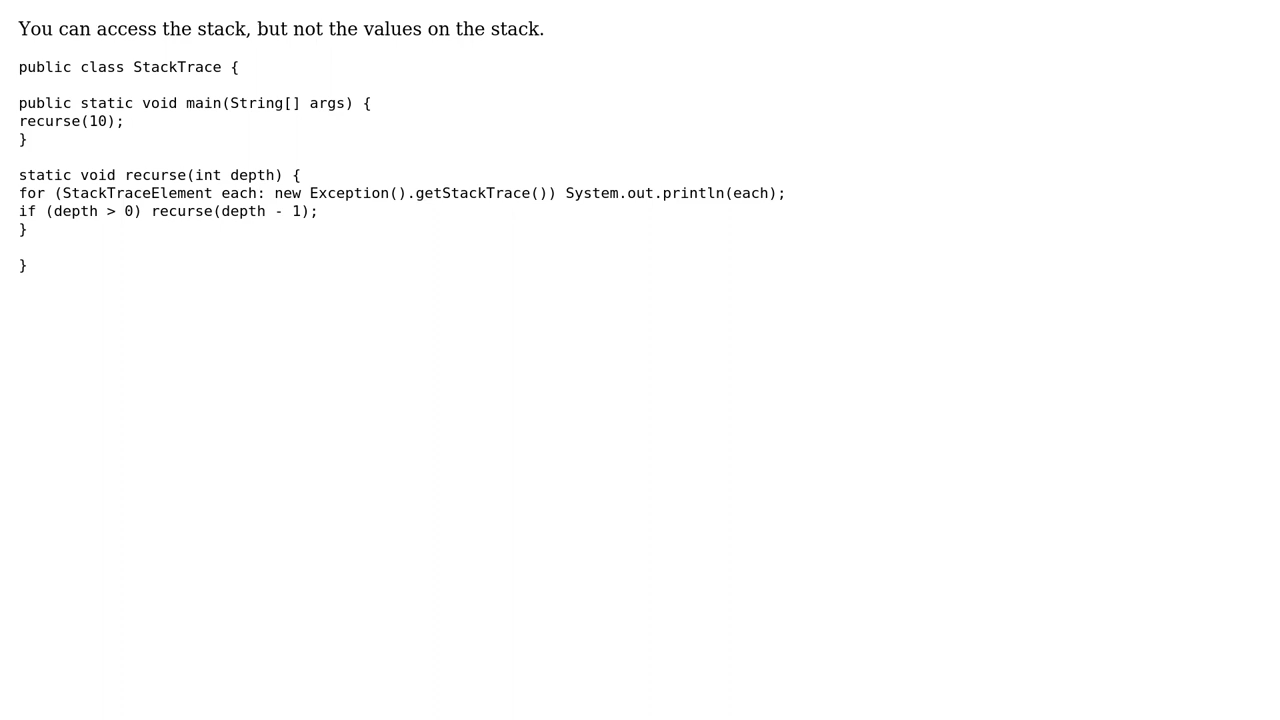 You can access the stack, but not the values on the stack.
public class StackTrace {
public static void main(String[] args) {
recurse(10);
}
static void recurse(int depth) {
for (StackTraceElement each: new Exception().getStackTrace()) System.out.println(each);
if (depth > 0) recurse(depth - 1);
}
}